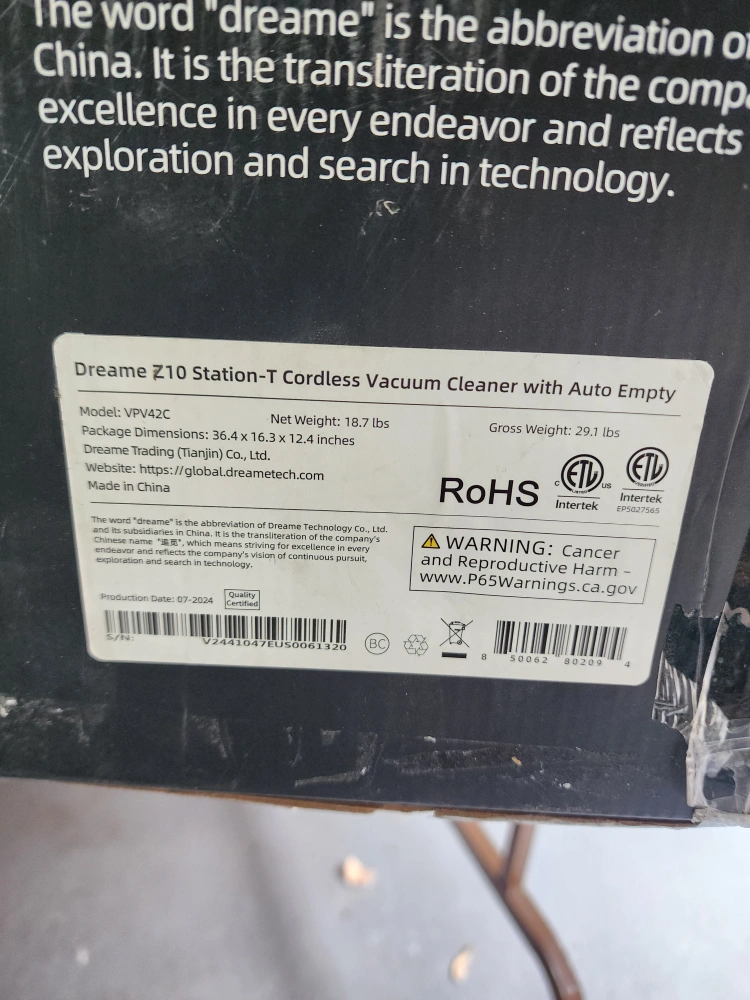 The word "dreame" is the abbreviation of
China. It is the transliteration of the comp
excellence in every endeavor and reflects
exploration and search in technology.
Dreame Z10 Station-T Cordless Vacuum Cleaner with Auto Empty
Model: VPV42C
Net Weight: 18.7 lbs
Gross Weight: 29.1 lbs
Package Dimensions: 36.4 x 16.3 x 12.4 inches
Dreame Trading (Tianjin) Co., Ltd.
Website: https://global.dreametech.com
Made in China
RoHS
C ETL US
Intertek
ETL
Intertek
EPS027565
The word "dreame" is the abbreviation of Dreame Technology Co., Ltd.
and its subsidiaries in China. It is the transliteration of the company's
Chinese name "追觅", which means striving for excellence in every
endeavor and reflects the company's vision of continuous pursuit,
exploration and search in technology.
WARNING: Cancer
and Reproductive Harm –
www.P65Warnings.ca.gov
Production Date: 07-2024
Quality
Certified
S/N:
V2441047EUS0061320
BC
8 50062 80209 4